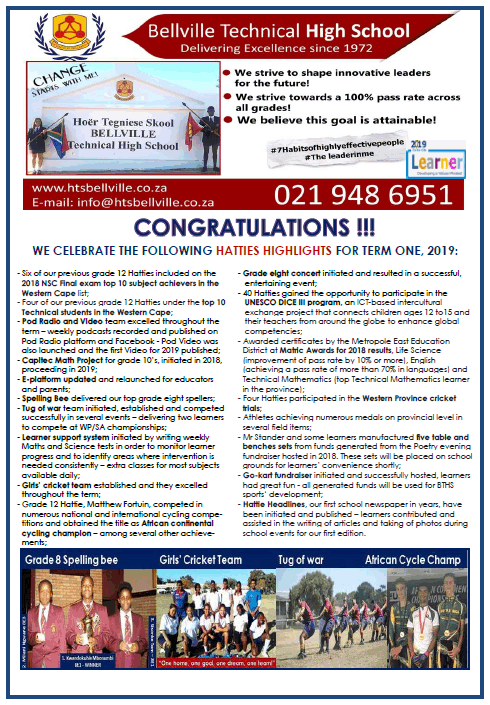 Bellville Technical High School
Delivering Excellence since 1972
CHANGE
STARTS WITH ME!
Hoër Tegniese Skool
BELLVILLE
Technical High School
We strive to shape innovative leaders
for the future!
We strive towards a 100% pass rate across
all grades!
We believe this goal is attainable!
#7Habitsofhighlyeffectivepeople
#The leaderinme
2019
Learner
www.htsbellville.co.za
E-mail: info@htsbellville.co.za
021 948 6951
CONGRATULATIONS !!!
WE CELEBRATE THE FOLLOWING HATTIES HIGHLIGHTS FOR TERM ONE, 2019:
- Six of our previous grade 12 Hatties included on the
2018 NSC Final exam top 10 subject achievers in the
Western Cape list;
- Four of our previous grade 12 Hatties under the top 10
Technical students in the Western Cape;
- Pod Radio and Video team excelled throughout the
term – weekly podcasts recorded and published on
Pod Radio platform and Facebook - Pod Video was
also launched and the first Video for 2019 published;
- Capitec Math Project for grade 10's, initiated in 2018,
proceeding in 2019;
- E-platform updated and relaunched for educators
and parents;
- Spelling Bee delivered our top grade eight spellers;
- Tug of war team initiated, established and competed
successfully in several events – delivering two learners
to compete at WP/SA championships;
- Learner support system initiated by writing weekly
Maths and Science tests in order to monitor learner
progress and to identify areas where intervention is
needed consistently – extra classes for most subjects
available daily;
- Girls' cricket team established and they excelled
throughout the term;
- Grade 12 Hattie, Matthew Fortuin, competed in
numerous national and international cycling compe-
titions and obtained the title as African continental
cycling champion – among several other achieve-
ments;
- Grade eight concert initiated and resulted in a successful,
entertaining event;
- 40 Hatties gained the opportunity to participate in the
UNESCO DICE III program, an ICT-based intercultural
exchange project that connects children ages 12 to15 and
their teachers from around the globe to enhance global
competencies;
- Awarded certificates by the Metropole East Education
District at Matric Awards for 2018 results, Life Science
(improvement of pass rate by 10% or more), English
(achieving a pass rate of more than 70% in languages) and
Technical Mathematics (top Technical Mathematics learner
in the province);
- Four Hatties participated in the Western Province cricket
trials;
- Athletes achieving numerous medals on provincial level in
several field items;
- Mr Stander and some learners manufactured five table and
benches sets from funds generated from the Poetry evening
fundraiser hosted in 2018. These sets will be placed on school
grounds for learners' convenience shortly;
- Go-kart fundraiser initiated and successfully hosted, learners
had great fun - all generated funds will be used for BTHS
sports' development;
- Hattie Headlines, our first school newspaper in years, have
been initiated and published – learners contributed and
assisted in the writing of articles and taking of photos during
school events for our first edition.
Grade 8 Spelling bee
Girls' Cricket Team
Tug of war
African Cycle Champ
8E1 - WINNER
"One home, one goal, one dream, one team!"